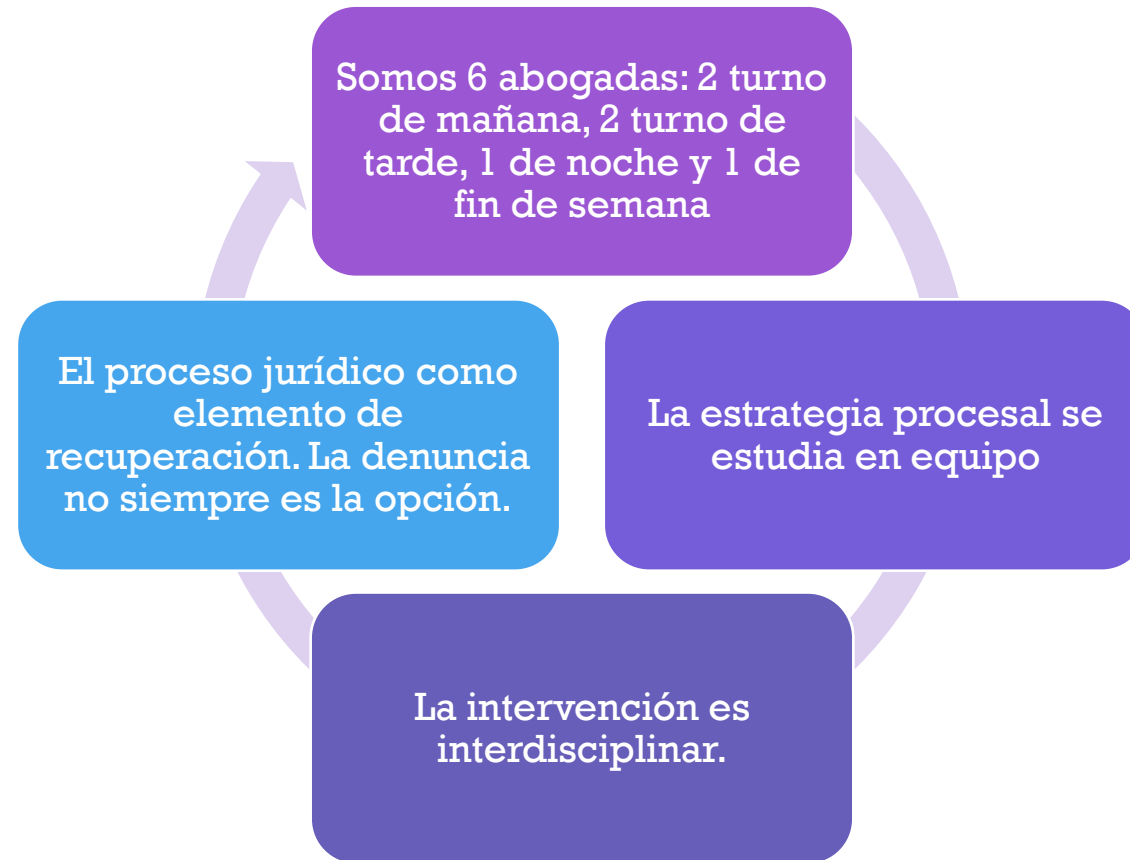 Somos 6 abogadas: 2 turno
de mañana, 2 turno de
tarde, 1 de noche y 1 de
fin de semana
La estrategia procesal se
estudia en equipo
La intervención es
interdisciplinar.
El proceso jurídico como
elemento de
recuperación. La denuncia
no siempre es la opción.